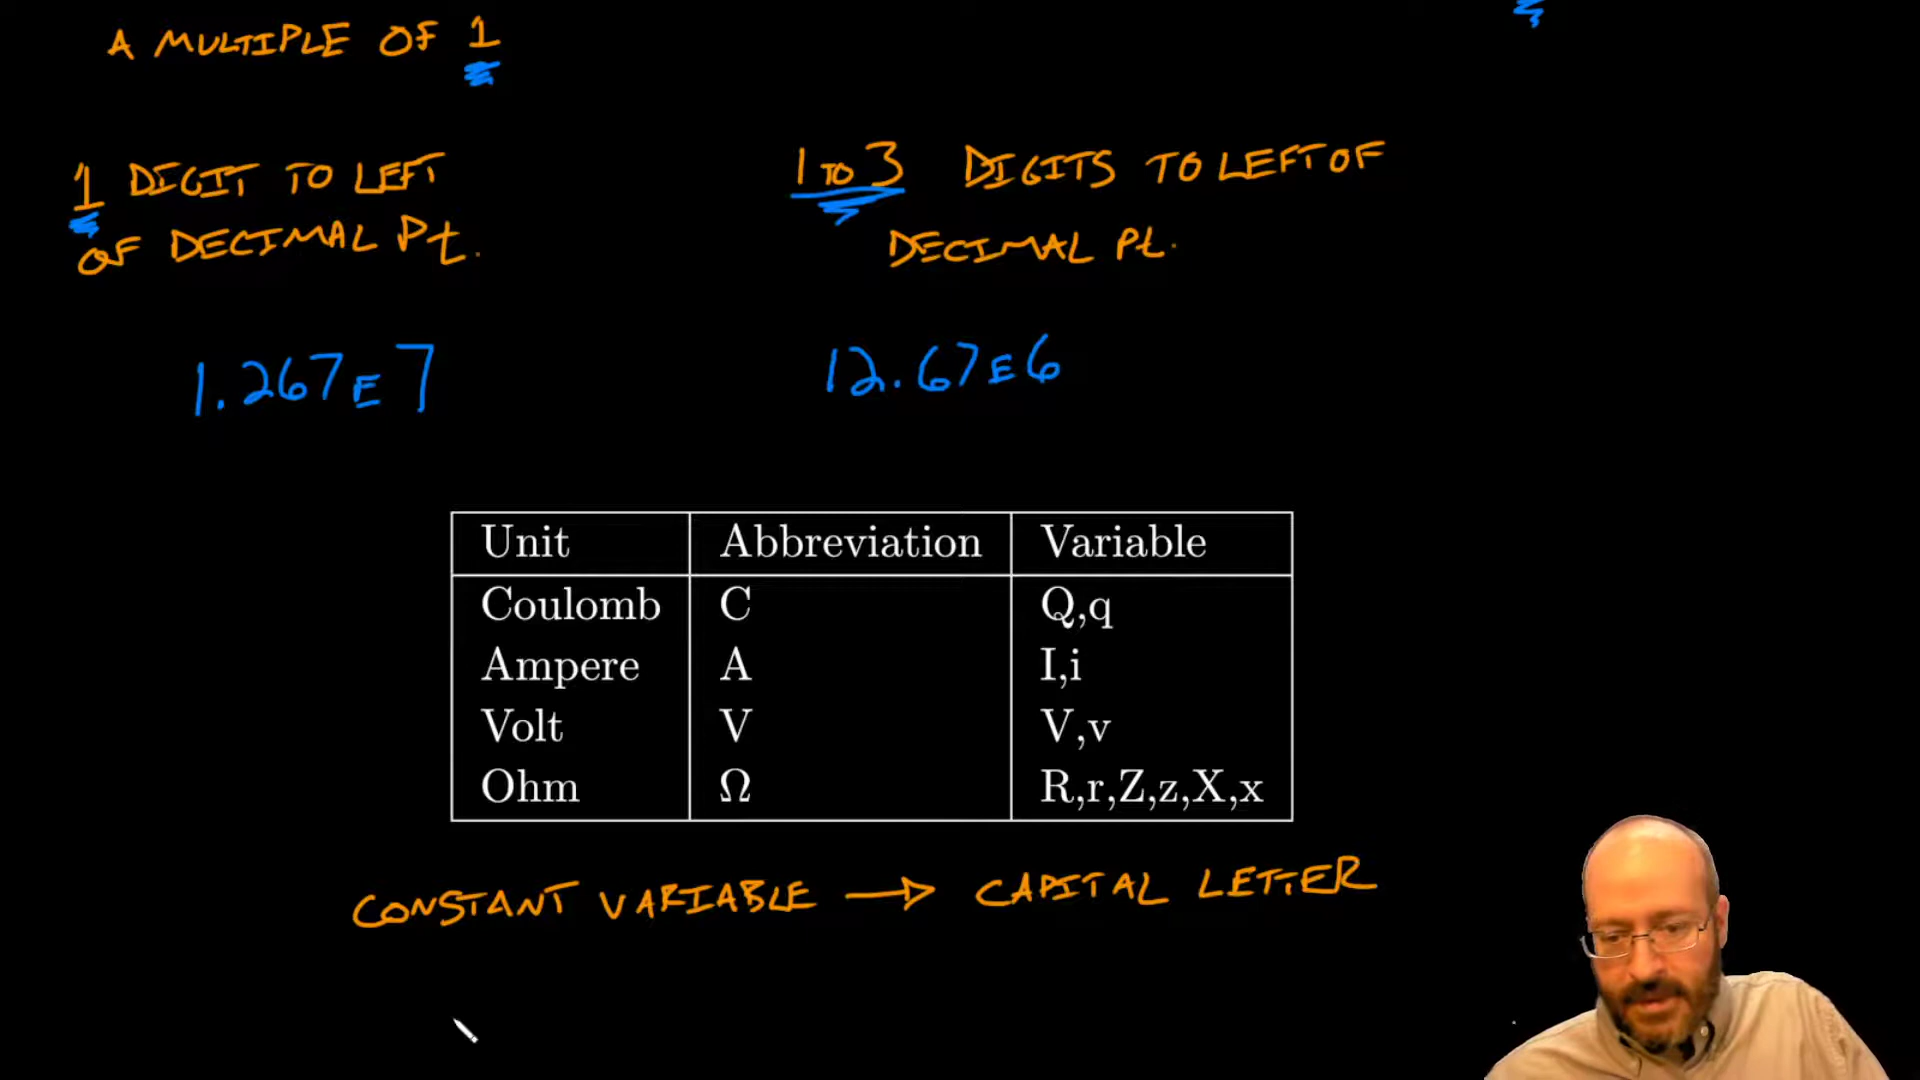 A MULTIPLE OF 1
1 DIGIT TO LEFT
OF DECIMAL Pt.
1 TO 3 DIGITS TO LEFT OF
DECIMAL Pt.
1.267E7
12.67E6
Unit Abbreviation Variable
Coulomb C Q,q
Ampere A I,i
Volt V V,v
Ohm Ω R,r,Z,z,X,x
CONSTANT VARIABLE → CAPITAL LETTER